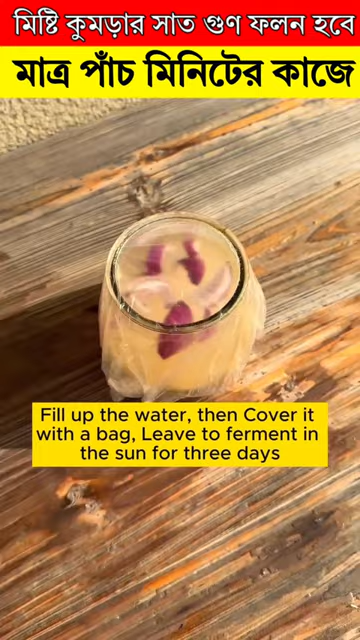 মিষ্টি কুমড়ার সাত গুণ ফলন হবে
মাত্র পাঁচ মিনিটের কাজে
Fill up the water, then Cover it
with a bag, Leave to ferment in
the sun for three days